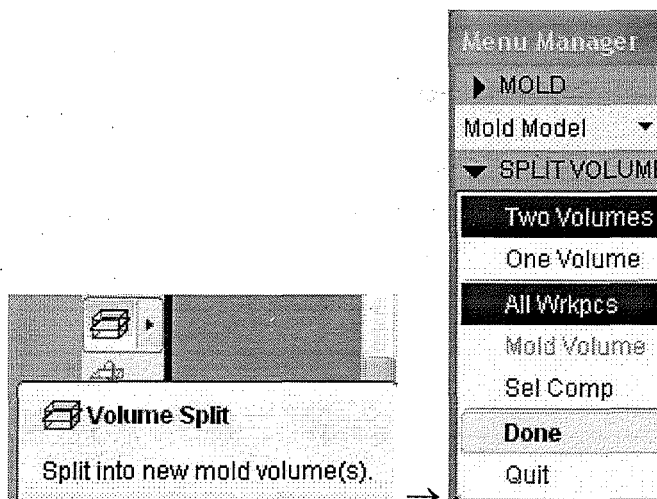 Volume Split
Split into new mold volume(s).
→
Menu Manager
MOLD
Mold Model
SPLIT VOLUM
Two Volumes
One Volume
All Wrkpcs
Mold Volume
Sel Comp
Done
Quit